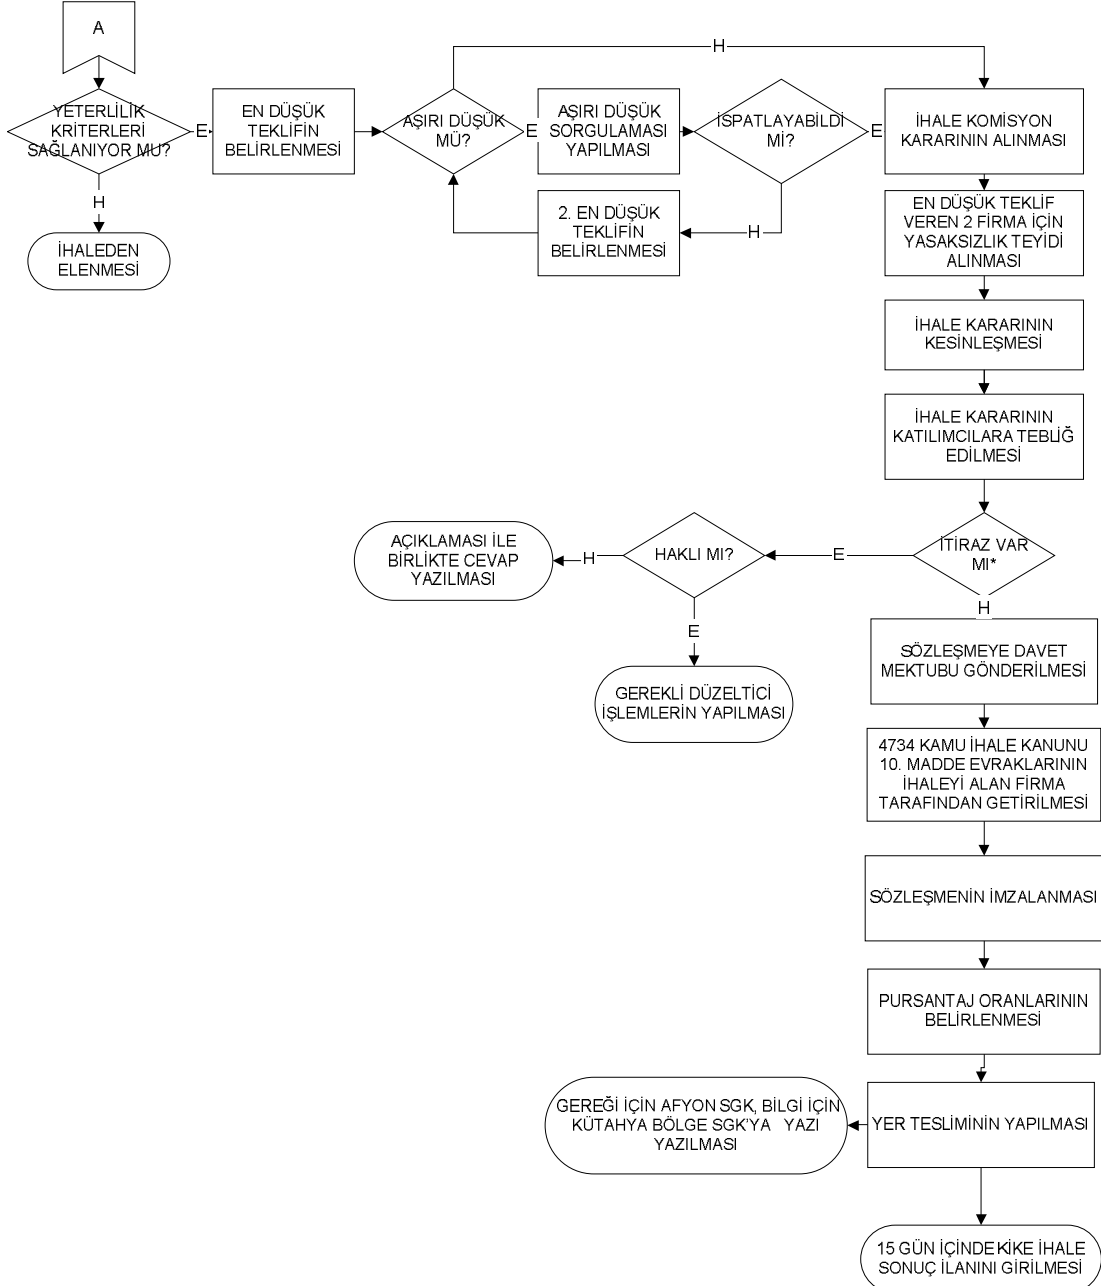 A
YETERLİLİK
KRİTERLERİ
SAĞLANIYOR MU?
E
H
İHALEDEN
ELENMESİ
EN DÜŞÜK
TEKLİFİN
BELİRLENMESİ
AŞIRI DÜŞÜK
MÜ?
H
E
AŞIRI DÜŞÜK
SORGULAMASI
YAPILMASI
İSPATLAYABİLDİ
Mİ?
E
H
2. EN DÜŞÜK
TEKLİFİN
BELİRLENMESİ
İHALE KOMİSYON
KARARININ ALINMASI
EN DÜŞÜK TEKLİF
VEREN 2 FİRMA İÇİN
YASAKSIZLIK TEYİDİ
ALINMASI
İHALE KARARININ
KESİNLEŞMESİ
İHALE KARARININ
KATILIMCILARA TEBLİĞ
EDİLMESİ
İTİRAZ VAR
MI*
E
HAKLI MI?
H
AÇIKLAMASI İLE
BİRLİKTE CEVAP
YAZILMASI
E
GEREKLİ DÜZELTİCİ
İŞLEMLERİN YAPILMASI
H
SÖZLEŞMEYE DAVET
MEKTUBU GÖNDERİLMESİ
4734 KAMU İHALE KANUNU
10. MADDE EVRAKLARININ
İHALEYİ ALAN FİRMA
TARAFINDAN GETİRİLMESİ
SÖZLEŞMENİN İMZALANMASI
PURSANTAJ ORANLARININ
BELİRLENMESİ
YER TESLİMİNİN YAPILMASI
GEREĞİ İÇİN AFYON SGK, BİLGİ İÇİN
KÜTAHYA BÖLGE SGK'YA YAZI
YAZILMASI
15 GÜN İÇİNDE KİKE İHALE
SONUÇ İLANINI GİRİLMESİ